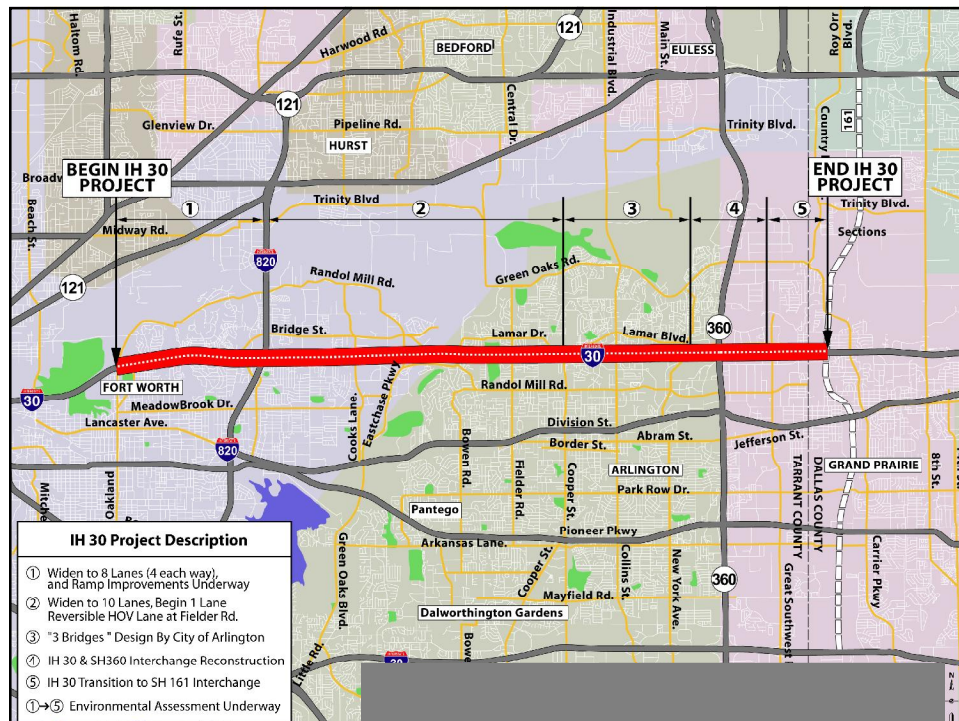 Haltom Rd.
Rufe St.
Harwood Rd
BEDFORD
121
Industrial Blvd.
Main St.
EULESS
Roy Orr
Blvd.
121
Glenview Dr.
Pipeline Rd.
HURST
Central Dr.
Trinity Blvd.
Country
161
BEGIN IH 30
PROJECT
END IH 30
PROJECT
Beach St.
Midway Rd.
1
Trinity Blvd
2
3
4
5
Trinity Blvd.
Sections
121
820
Randol Mill Rd.
Green Oaks Rd.
Bridge St.
Lamar Dr.
Lamar Blvd.
360
30
30
FORT WORTH
MeadowBrook Dr.
Lancaster Ave.
820
Cooks Lane.
Eastchase Pkwy
Randol Mill Rd.
Division St.
Border St.
Abram St.
Jefferson St.
Bowen Rd.
Fielder Rd.
Cooper St.
ARLINGTON
Park Row Dr.
TARRANT COUNTY
DALLAS COUNTY
GRAND PRAIRIE
8th St.
Oakland
Pantego
Pioneer Pkwy
Arkansas Lane.
Green Oaks Blvd.
Cooper St.
Collins St.
New York Ave.
Mayfield Rd.
360
Great Southwest
Carrier Pkwy
Dalworthington Gardens
Little Rd.
IH 30 Project Description
① Widen to 8 Lanes (4 each way),
and Ramp Improvements Underway
② Widen to 10 Lanes, Begin 1 Lane
Reversible HOV Lane at Fielder Rd.
③ "3 Bridges " Design By City of Arlington
④ IH 30 & SH360 Interchange Reconstruction
⑤ IH 30 Transition to SH 161 Interchange
①→⑤ Environmental Assessment Underway